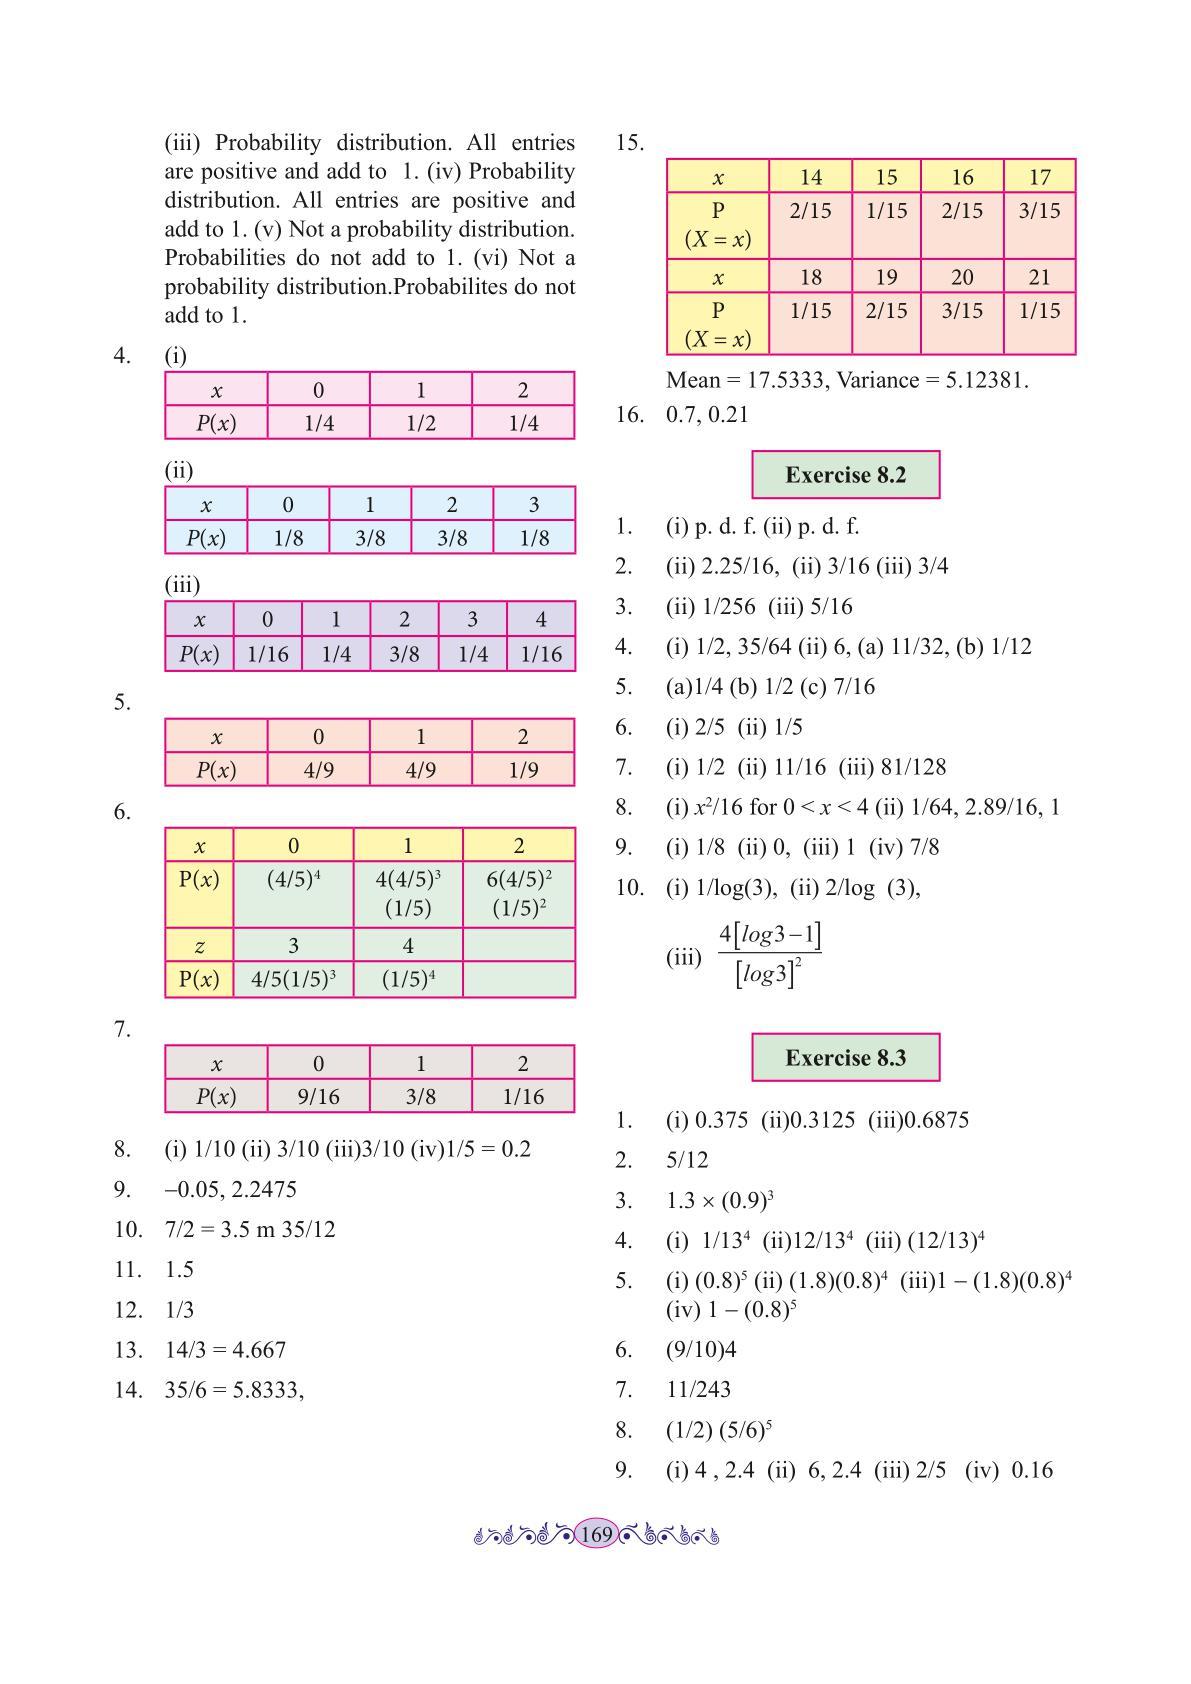 (iii) Probability distribution. All entries
are positive and add to 1. (iv) Probability
distribution. All entries are positive and
add to 1. (v) Not a probability distribution.
Probabilities do not add to 1. (vi) Not a
probability distribution.Probabilites do not
add to 1.
4. (i)
x 0 1 2
P(x) 1/4 1/2 1/4
(ii)
x 0 1 2 3
P(x) 1/8 3/8 3/8 1/8
(iii)
x 0 1 2 3 4
P(x) 1/16 1/4 3/8 1/4 1/16
5.
x 0 1 2
P(x) 4/9 4/9 1/9
6.
x 0 1 2
P(x) (4/5)⁴ 4(4/5)³ 6(4/5)²
(1/5) (1/5)²
z 3 4
P(x) 4/5(1/5)³ (1/5)⁴
7.
x 0 1 2
P(x) 9/16 3/8 1/16
8. (i) 1/10 (ii) 3/10 (iii)3/10 (iv)1/5 = 0.2
9. –0.05, 2.2475
10. 7/2 = 3.5 m 35/12
11. 1.5
12. 1/3
13. 14/3 = 4.667
14. 35/6 = 5.8333,
15.
x 14 15 16 17
P 2/15 1/15 2/15 3/15
(X = x)
x 18 19 20 21
P 1/15 2/15 3/15 1/15
(X = x)
Mean = 17.5333, Variance = 5.12381.
16. 0.7, 0.21
Exercise 8.2
1. (i) p. d. f. (ii) p. d. f.
2. (ii) 2.25/16, (ii) 3/16 (iii) 3/4
3. (ii) 1/256 (iii) 5/16
4. (i) 1/2, 35/64 (ii) 6, (a) 11/32, (b) 1/12
5. (a)1/4 (b) 1/2 (c) 7/16
6. (i) 2/5 (ii) 1/5
7. (i) 1/2 (ii) 11/16 (iii) 81/128
8. (i) x²/16 for 0 < x < 4 (ii) 1/64, 2.89/16, 1
9. (i) 1/8 (ii) 0, (iii) 1 (iv) 7/8
10. (i) 1/log(3), (ii) 2/log (3),
4[log3–1]
(iii)
[log3]²
Exercise 8.3
1. (i) 0.375 (ii)0.3125 (iii)0.6875
2. 5/12
3. 1.3 × (0.9)³
4. (i) 1/13⁴ (ii)12/13⁴ (iii) (12/13)⁴
5. (i) (0.8)⁵ (ii) (1.8)(0.8)⁴ (iii)1 – (1.8)(0.8)⁴
(iv) 1 – (0.8)⁵
6. (9/10)4
7. 11/243
8. (1/2) (5/6)⁵
9. (i) 4 , 2.4 (ii) 6, 2.4 (iii) 2/5 (iv) 0.16
169